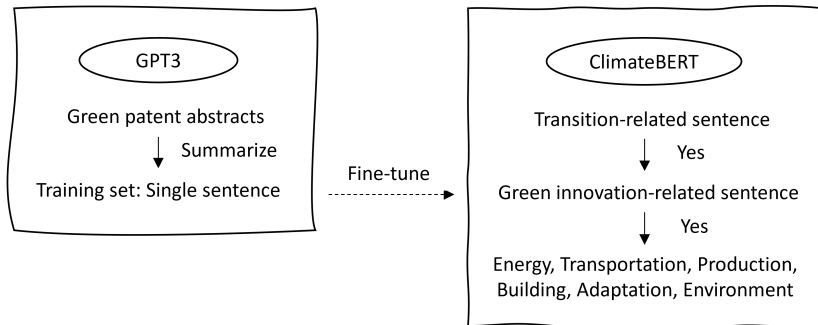 GPT3
Green patent abstracts
Summarize
Training set: Single sentence
Fine-tune
ClimateBERT
Transition-related sentence
Yes
Green innovation-related sentence
Yes
Energy, Transportation, Production,
Building, Adaptation, Environment